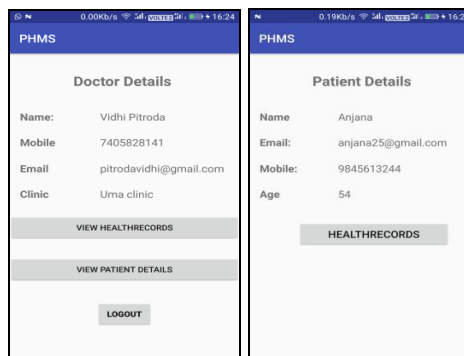 0.00Kb/s VOLTE2 16:24
PHMS
Doctor Details
Name: Vidhi Pitroda
Mobile 7405828141
Email pitrodavidhi@gmail.com
Clinic Uma clinic
VIEW HEALTHRECORDS
VIEW PATIENT DETAILS
LOGOUT
0.19Kb/s VOLTE2
PHMS
Patient Details
Name Anjana
Email: anjana25@gmail.com
Mobile: 9845613244
Age 54
HEALTHRECORDS